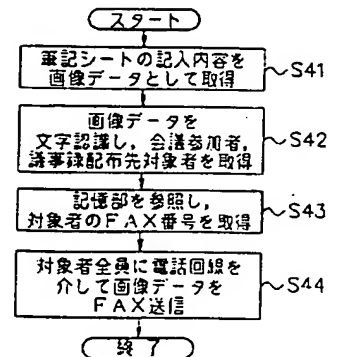 スタート
筆記シートの記入内容を
画像データとして取得
S41
画像データを
文字認識し,会議参加者,
議事録配布先対象者を取得
S42
記憶部を参照し,
対象者のFAX番号を取得
S43
対象者全員に電話回線を
介して画像データを
FAX送信
S44
終了